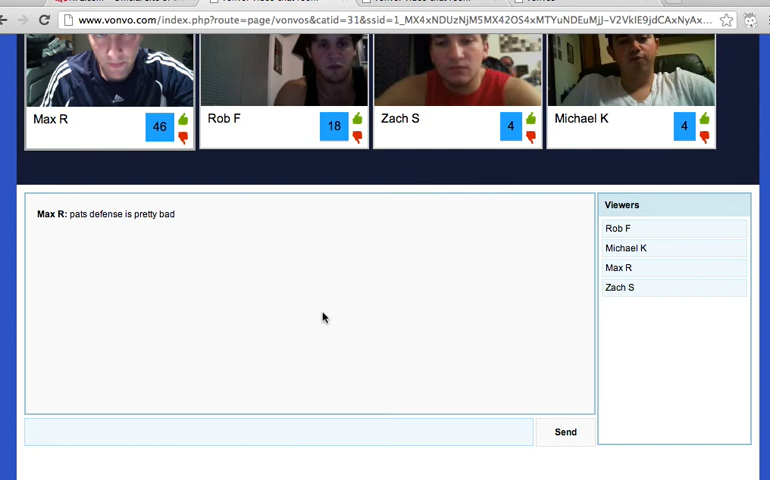 www.vonvo.com/index.php?route=page/vonvos&catid=31&ssid=1_MX4xNDUzNjM5MX42OS4xMTYuNDEuMjJ-V2VkIE9jdCAxNyAx...
Max R
46
Rob F
18
Zach S
4
Michael K
4
Max R: pats defense is pretty bad
Viewers
Rob F
Michael K
Max R
Zach S
Send